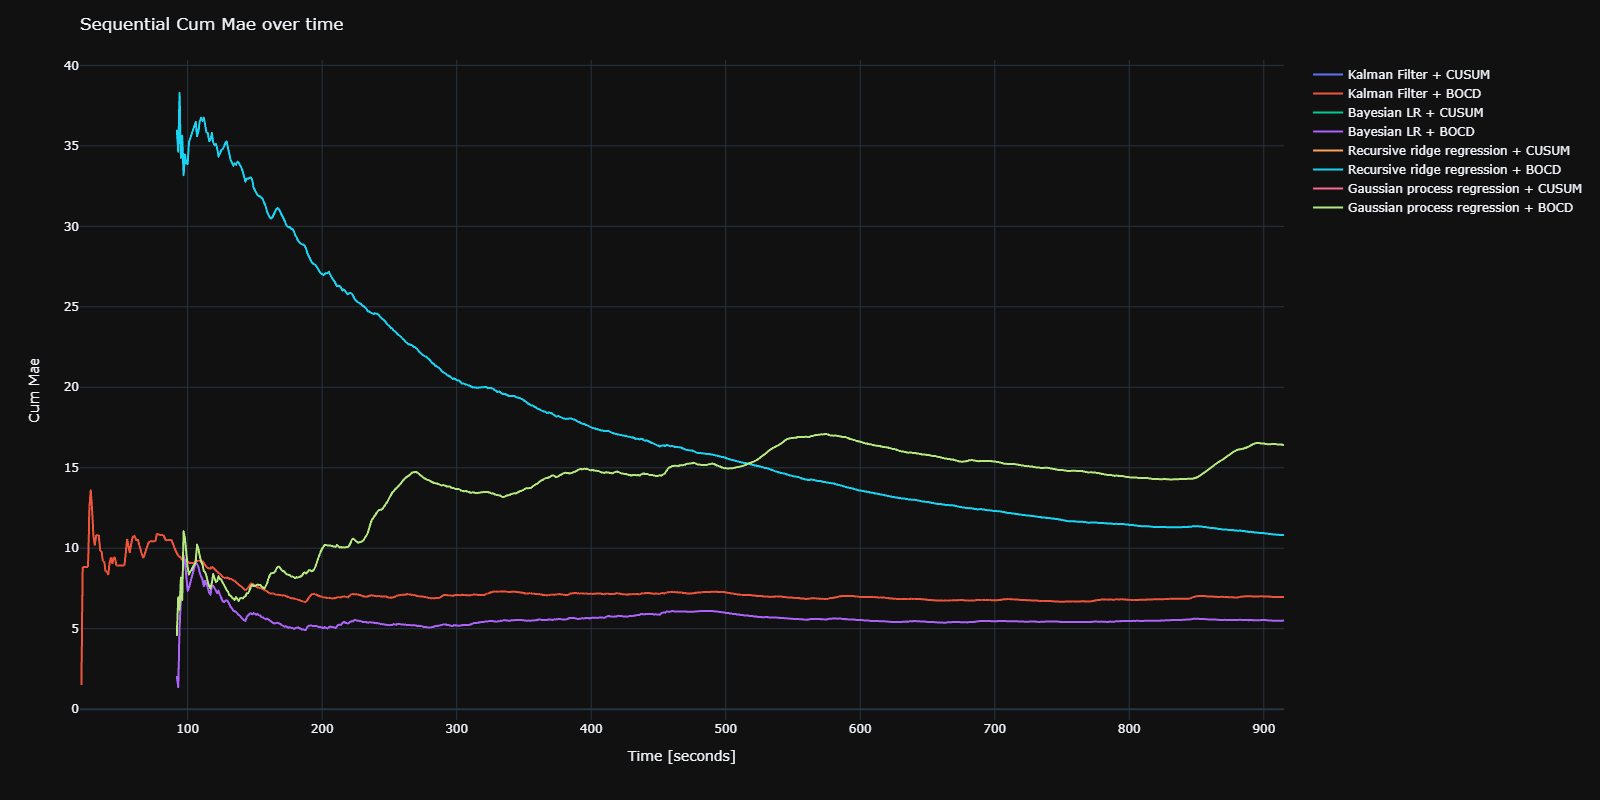 Sequential Cum Mae over time
40
35
30
25
20
15
10
5
0
Cum Mae
100 200 300 400 500 600 700 800 900
Time [seconds]
Kalman Filter + CUSUM
Kalman Filter + BOCD
Bayesian LR + CUSUM
Bayesian LR + BOCD
Recursive ridge regression + CUSUM
Recursive ridge regression + BOCD
Gaussian process regression + CUSUM
Gaussian process regression + BOCD